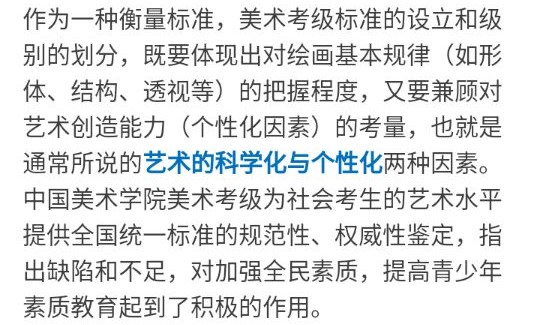 作为一种衡量标准，美术考级标准的设立和级
别的划分，既要体现出对绘画基本规律（如形
体、结构、透视等）的把握程度，又要兼顾对
艺术创造能力（个性化因素）的考量，也就是
通常所说的艺术的科学化与个性化两种因素。
中国美术学院美术考级为社会考生的艺术水平
提供全国统一标准的规范性、权威性鉴定，指
出缺陷和不足，对加强全民素质，提高青少年
素质教育起到了积极的作用。